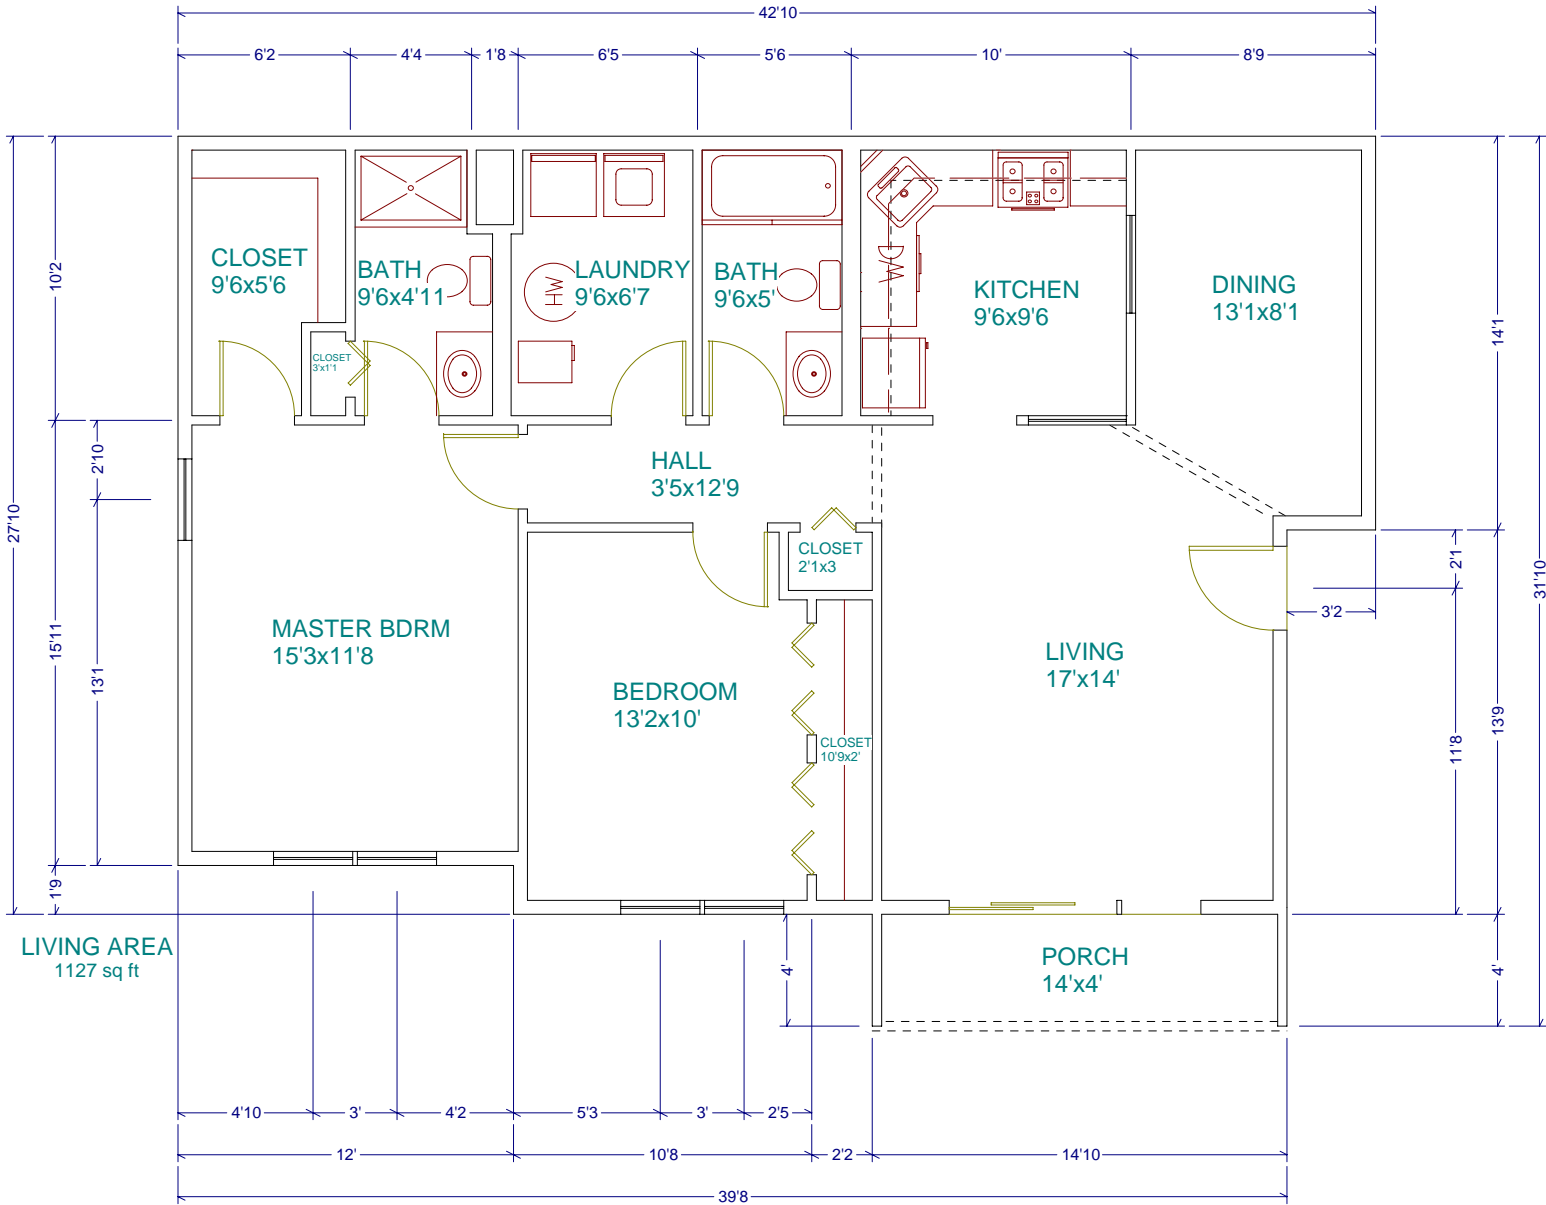 42'10
6'2
4'4
1'8
6'5
5'6
10'
8'9
CLOSET
9'6x5'6
BATH
9'6x4'11
LAUNDRY
9'6x6'7
BATH
9'6x5'
KITCHEN
9'6x9'6
DINING
13'1x8'1
HW
DW
CLOSET
3'x1'1
10'2
14'1
HALL
3'5x12'9
2'10
27'10
CLOSET
2'1x3
2'1
31'10
3'2
MASTER BDRM
15'3x11'8
LIVING
17'x14'
15'11
13'1
BEDROOM
13'2x10'
CLOSET
10'9x2'
13'9
11'8
1'9
LIVING AREA
1127 sq ft
PORCH
14'x4'
4'
4'
4'10
3'
4'2
5'3
3'
2'5
12'
10'8
2'2
14'10
39'8